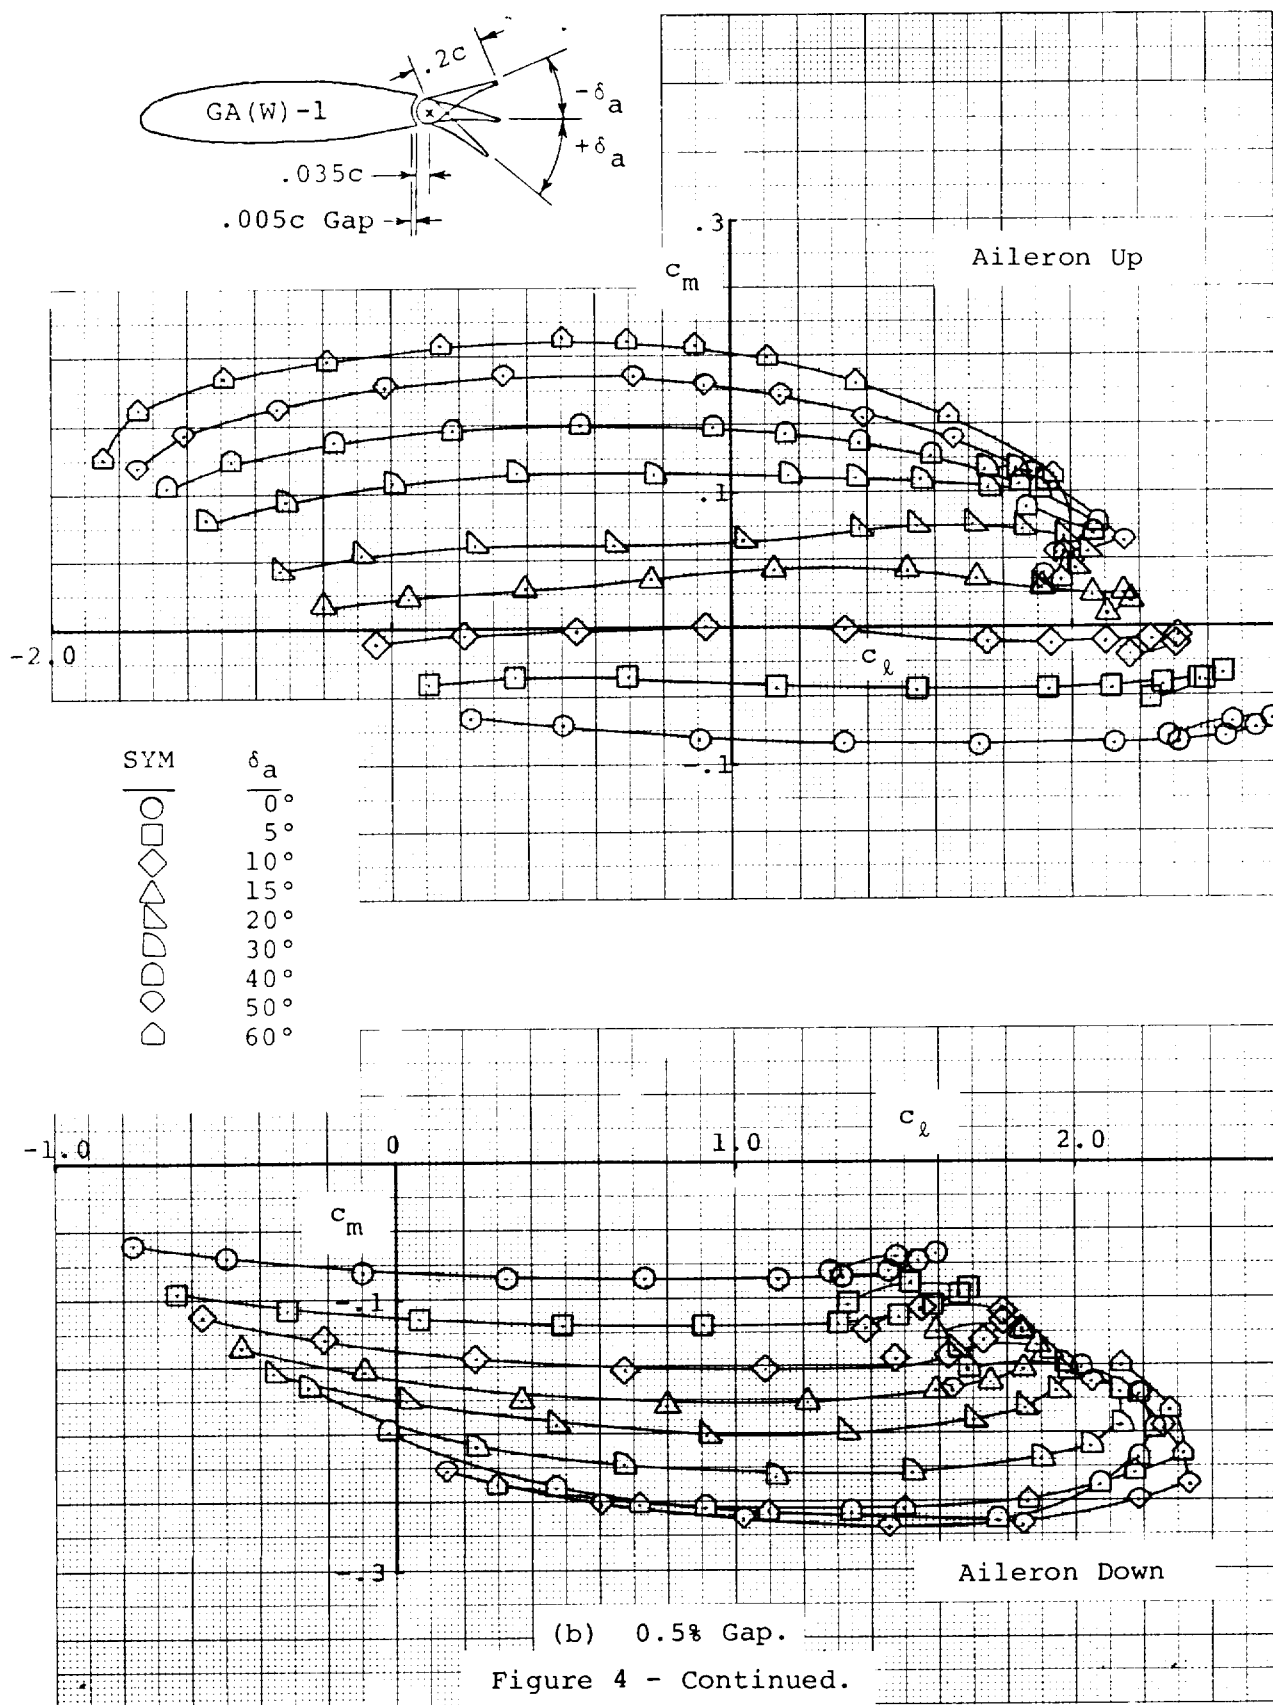 .2c
GA(W)-1
-δa
+δa
.035c
.005c Gap
.3
cm
Aileron Up
.1
-2.0
cℓ
-.1
SYM δa
0°
5°
10°
15°
20°
30°
40°
50°
60°
cℓ
-1.0 0 1.0 2.0
cm
-.1
-.3
Aileron Down
(b) 0.5% Gap.
Figure 4 - Continued.